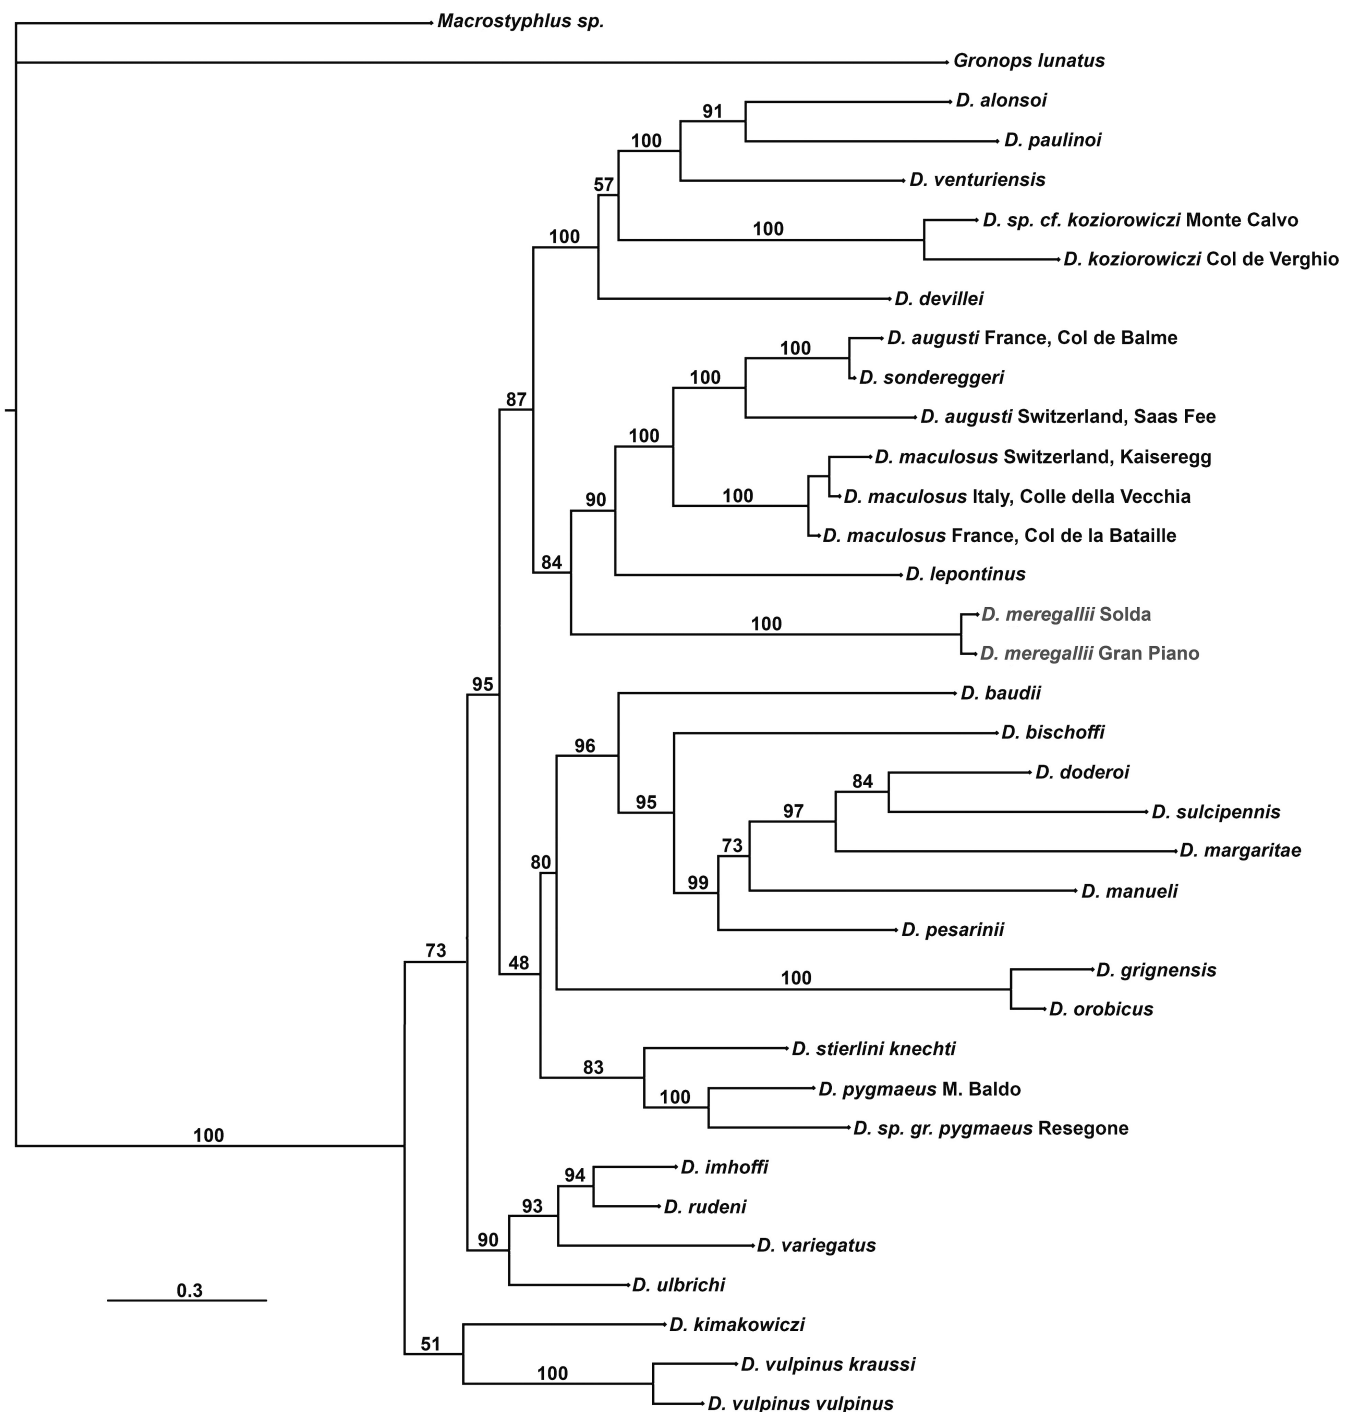 Macrostyphlus sp.
Gronops lunatus
D. alonsoi
91
D. paulinoi
100
D. venturiensis
57
D. sp. cf. koziorowiczi Monte Calvo
100
100
D. koziorowiczi Col de Verghio
D. devillei
D. augusti France, Col de Balme
100
D. sondereggeri
100
87
D. augusti Switzerland, Saas Fee
100
D. maculosus Switzerland, Kaiseregg
90
100
D. maculosus Italy, Colle della Vecchia
D. maculosus France, Col de la Bataille
84
D. lepontinus
D. meregallii Solda
100
D. meregallii Gran Piano
95
D. baudii
D. bischoffi
96
D. doderoi
84
95
97
D. sulcipennis
73
D. margaritae
80
99
D. manueli
D. pesarinii
73
48
D. grignensis
100
D. orobicus
D. stierlini knechti
83
D. pygmaeus M. Baldo
100
D. sp. gr. pygmaeus Resegone
100
D. imhoffi
94
D. rudeni
93
90
D. variegatus
0.3
D. ulbrichi
D. kimakowiczi
51
D. vulpinus kraussi
100
D. vulpinus vulpinus